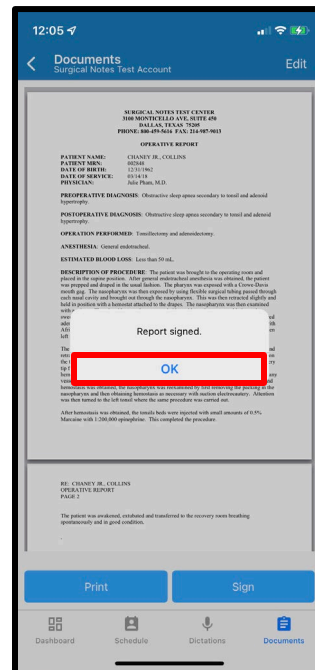 12:05
Documents
Surgical Notes Test Account
Edit
SURGICAL NOTES TEST CENTER
3100 MONTICELLO AVE, SUITE 450
DALLAS, TEXAS 75205
PHONE: 800-459-5616 FAX: 214-987-9013
OPERATIVE REPORT
PATIENT NAME: CHANEY JR., COLLINS
PATIENT MRN: 002848
DATE OF BIRTH: 12/31/1962
DATE OF SERVICE: 03/14/18
PHYSICIAN: Julie Pham, M.D.
PREOPERATIVE DIAGNOSIS: Obstructive sleep apnea secondary to tonsil and adenoid
hypertrophy.
POSTOPERATIVE DIAGNOSIS: Obstructive sleep apnea secondary to tonsil and adenoid
hypertrophy.
OPERATION PERFORMED: Tonsillectomy and adenoidectomy.
ANESTHESIA: General endotracheal.
ESTIMATED BLOOD LOSS: Less than 50 mL.
DESCRIPTION OF PROCEDURE: The patient was brought to the operating room and
placed in the supine position. After general endotracheal anesthesia was obtained, the patient
was prepped and draped in the usual fashion. The pharynx was exposed with a Crowe-Davis
mouth gag. The nasopharynx was then exposed by using flexible surgical tubing passed through
each nasal cavity and brought out through the nasopharynx. This was then retracted slightly and
held in position with a hemostat attached to the drapes. The nasopharynx was then examined
Report signed.
OK
hemostasis was obtained, the nasopharynx was reexamined by first removing the packing in the
nasopharynx and then obtaining hemostasis as necessary with suction electrocautery. Attention
was then turned to the left tonsil where the same procedure was carried out.
After hemostasis was obtained, the tonsils beds were injected with small amounts of 0.5%
Marcaine with 1:200,000 epinephrine. This completed the procedure.
RE: CHANEY JR., COLLINS
OPERATIVE REPORT
PAGE 2
The patient was awakened, extubated and transferred to the recovery room breathing
spontaneously and in good condition.
Print
Sign
Dashboard
Schedule
Dictations
Documents